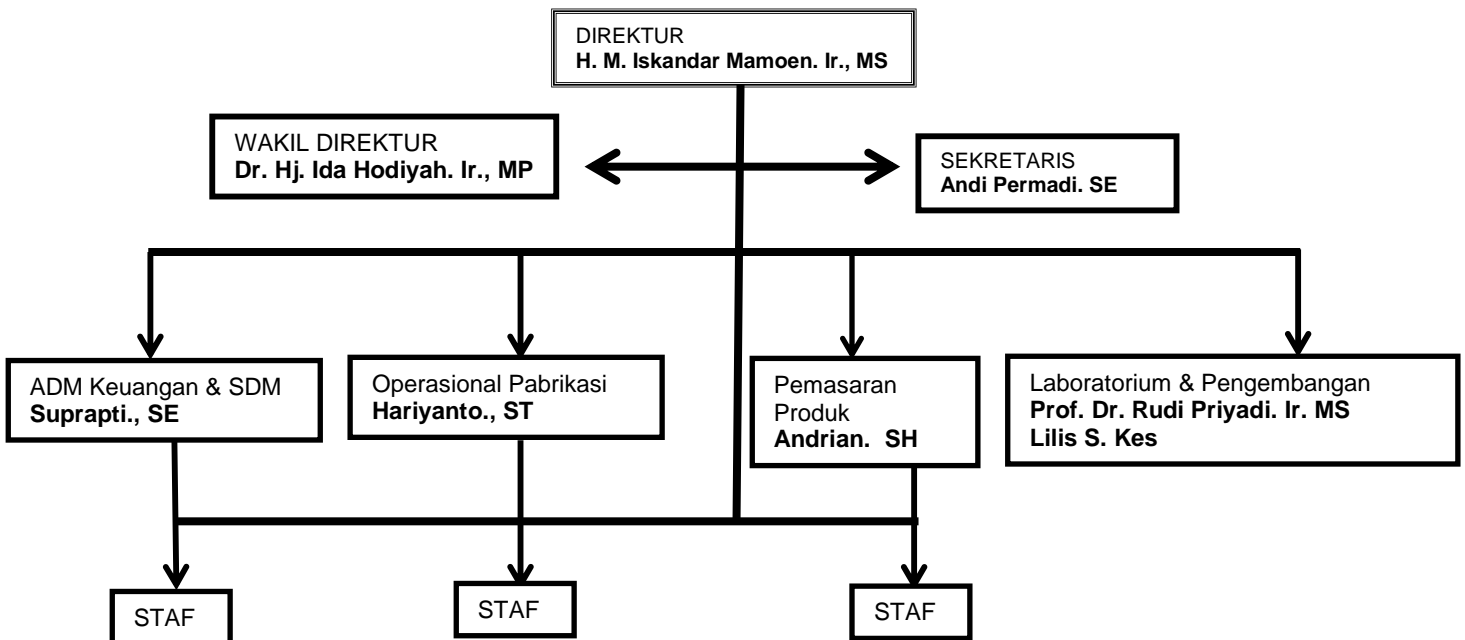 DIREKTUR
H. M. Iskandar Mamoen. Ir., MS
WAKIL DIREKTUR
Dr. Hj. Ida Hodiyah. Ir., MP
SEKRETARIS
Andi Permadi. SE
ADM Keuangan & SDM
Suprapti., SE
Operasional Pabrikasi
Hariyanto., ST
Pemasaran
Produk
Andrian.  SH
Laboratorium & Pengembangan
Prof. Dr. Rudi Priyadi. Ir. MS
Lilis S. Kes
STAF
STAF
STAF